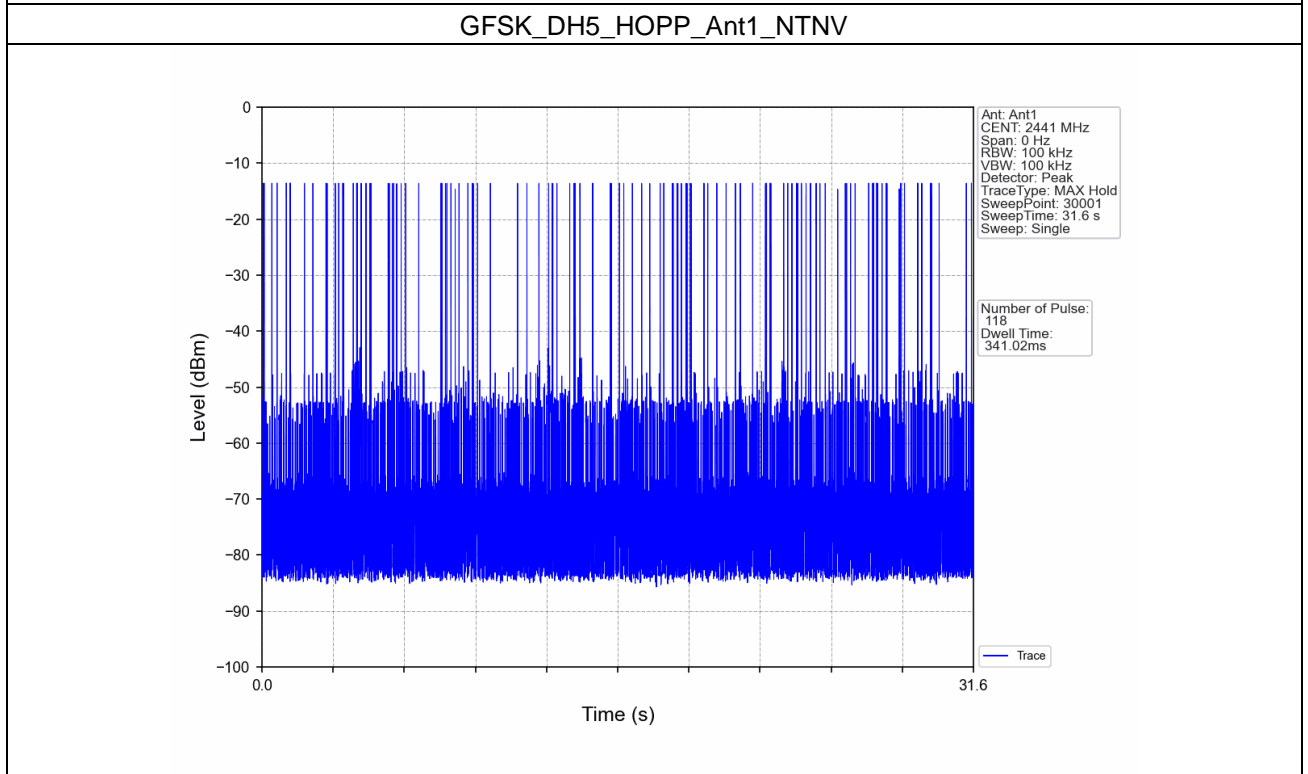 GFSK_DH5_HOPP_Ant1_NTNV
0
−10
−20
−30
−40
−50
−60
−70
−80
−90
−100
Level (dBm)
0.0
31.6
Time (s)
Ant: Ant1
CENT: 2441 MHz
Span: 0 Hz
RBW: 100 kHz
VBW: 100 kHz
Detector: Peak
TraceType: MAX Hold
SweepPoint: 30001
SweepTime: 31.6 s
Sweep: Single
Number of Pulse:
118
Dwell Time:
341.02ms
Trace